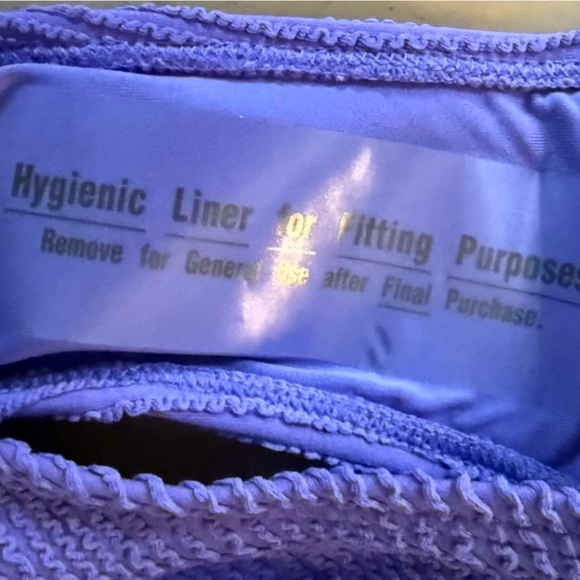 Hygienic Liner for Fitting Purposes
Remove for General Use after Final Purchase.